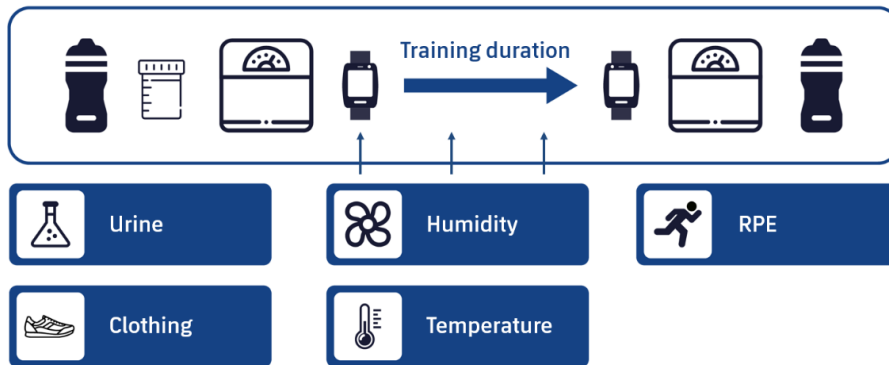 Training duration
Urine
Humidity
RPE
Clothing
Temperature